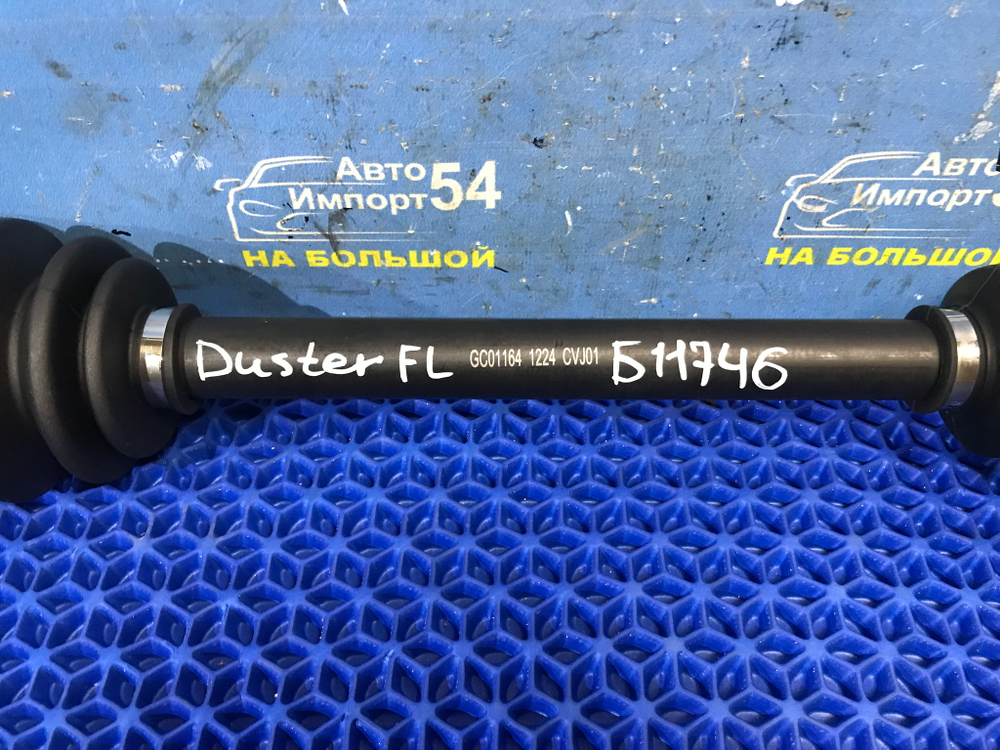 Авто
Импорт 54
НА БОЛЬШОЙ
Авто
Импорт
НА БОЛЬШОЙ
Duster FL GC01164 1224 CVJ01 Б11746